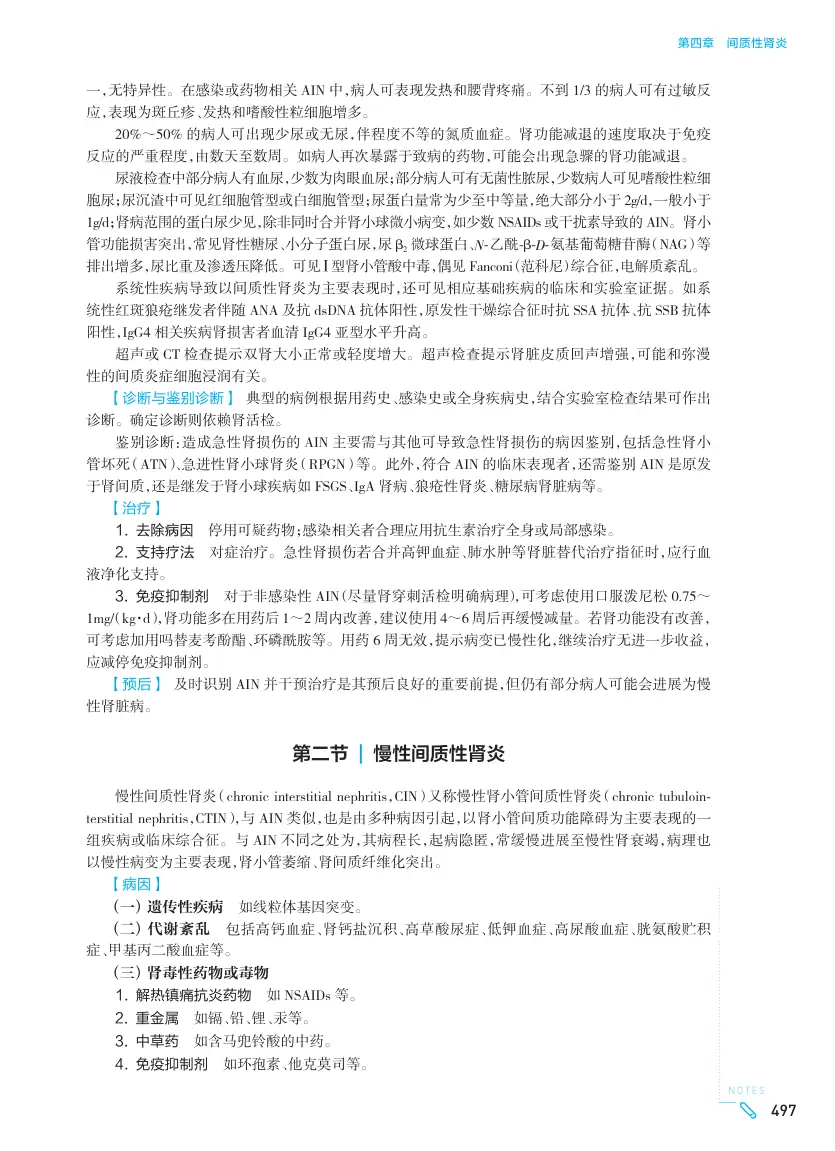 第四章 间质性肾炎
一,无特异性。在感染或药物相关 AIN 中,病人可表现发热和腰背疼痛。不到 1/3 的病人可有过敏反
应,表现为斑丘疹、发热和嗜酸性粒细胞增多。
20%～50% 的病人可出现少尿或无尿,伴程度不等的氮质血症。肾功能减退的速度取决于免疫
反应的严重程度,由数天至数周。如病人再次暴露于致病的药物,可能会出现急骤的肾功能减退。
尿液检查中部分病人有血尿,少数为肉眼血尿;部分病人可有无菌性脓尿,少数病人可见嗜酸性粒细
胞尿;尿沉渣中可见红细胞管型或白细胞管型;尿蛋白量常为少至中等量,绝大部分小于 2g/d,一般小于
1g/d;肾病范围的蛋白尿少见,除非同时合并肾小球微小病变,如少数 NSAIDs 或干扰素导致的 AIN。肾小
管功能损害突出,常见肾性糖尿、小分子蛋白尿,尿 β₂ 微球蛋白、N-乙酰-β-D-氨基葡萄糖苷酶(NAG)等
排出增多,尿比重及渗透压降低。可见Ⅰ型肾小管酸中毒,偶见 Fanconi(范科尼)综合征,电解质紊乱。
系统性疾病导致以间质性肾炎为主要表现时,还可见相应基础疾病的临床和实验室证据。如系
统性红斑狼疮继发者伴随 ANA 及抗 dsDNA 抗体阳性,原发性干燥综合征时抗 SSA 抗体、抗 SSB 抗体
阳性,IgG4 相关疾病肾损害者血清 IgG4 亚型水平升高。
超声或 CT 检查提示双肾大小正常或轻度增大。超声检查提示肾脏皮质回声增强,可能和弥漫
性的间质炎症细胞浸润有关。
【诊断与鉴别诊断】 典型的病例根据用药史、感染史或全身疾病史,结合实验室检查结果可作出
诊断。确定诊断则依赖肾活检。
鉴别诊断:造成急性肾损伤的 AIN 主要需与其他可导致急性肾损伤的病因鉴别,包括急性肾小
管坏死(ATN)、急进性肾小球肾炎(RPGN)等。此外,符合 AIN 的临床表现者,还需鉴别 AIN 是原发
于肾间质,还是继发于肾小球疾病如 FSGS、IgA 肾病、狼疮性肾炎、糖尿病肾脏病等。
【治疗】
1. 去除病因 停用可疑药物;感染相关者合理应用抗生素治疗全身或局部感染。
2. 支持疗法 对症治疗。急性肾损伤若合并高钾血症、肺水肿等肾脏替代治疗指征时,应行血
液净化支持。
3. 免疫抑制剂 对于非感染性 AIN(尽量肾穿刺活检明确病理),可考虑使用口服泼尼松 0.75～
1mg/(kg·d),肾功能多在用药后 1～2 周内改善,建议使用 4～6 周后再缓慢减量。若肾功能没有改善,
可考虑加用吗替麦考酚酯、环磷酰胺等。用药 6 周无效,提示病变已慢性化,继续治疗无进一步收益,
应减停免疫抑制剂。
【预后】 及时识别 AIN 并干预治疗是其预后良好的重要前提,但仍有部分病人可能会进展为慢
性肾脏病。
第二节 | 慢性间质性肾炎
慢性间质性肾炎(chronic interstitial nephritis,CIN)又称慢性肾小管间质性肾炎(chronic tubuloin-
terstitial nephritis,CTIN),与 AIN 类似,也是由多种病因引起,以肾小管间质功能障碍为主要表现的一
组疾病或临床综合征。与 AIN 不同之处为,其病程长,起病隐匿,常缓慢进展至慢性肾衰竭,病理也
以慢性病变为主要表现,肾小管萎缩、肾间质纤维化突出。
【病因】
(一) 遗传性疾病 如线粒体基因突变。
(二) 代谢紊乱 包括高钙血症、肾钙盐沉积、高草酸尿症、低钾血症、高尿酸血症、胱氨酸贮积
症、甲基丙二酸血症等。
(三) 肾毒性药物或毒物
1. 解热镇痛抗炎药物 如 NSAIDs 等。
2. 重金属 如镉、铅、锂、汞等。
3. 中草药 如含马兜铃酸的中药。
4. 免疫抑制剂 如环孢素、他克莫司等。
NOTES
497